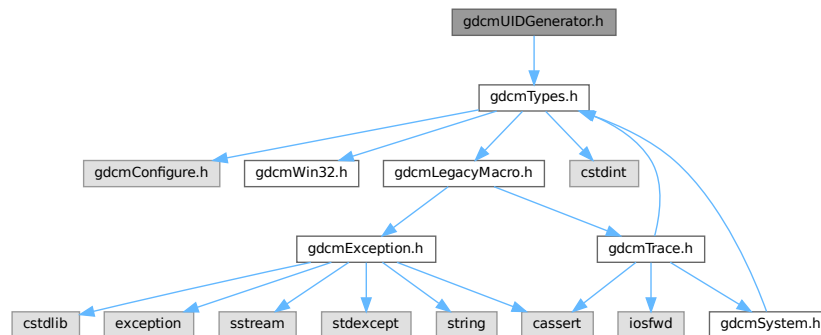 gdcmUIDGenerator.h
gdcmTypes.h
gdcmConfigure.h
gdcmWin32.h
gdcmLegacyMacro.h
cstdint
gdcmException.h
gdcmTrace.h
cstdlib
exception
sstream
stdexcept
string
cassert
iosfwd
gdcmSystem.h